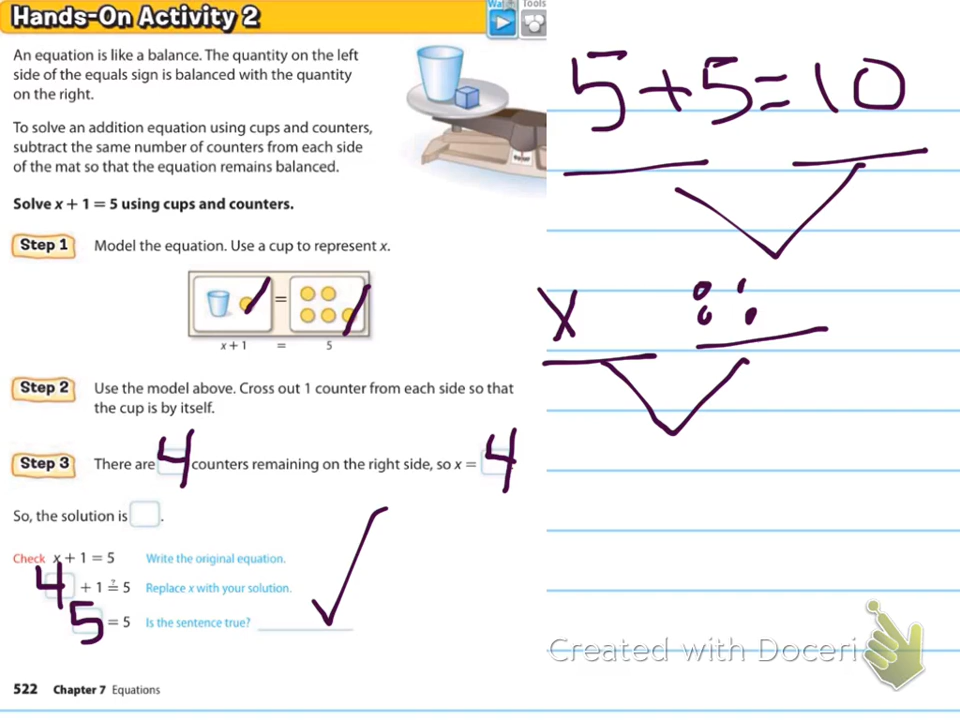 Hands-On Activity 2
Watch Tools
An equation is like a balance. The quantity on the left
side of the equals sign is balanced with the quantity
on the right.
To solve an addition equation using cups and counters,
subtract the same number of counters from each side
of the mat so that the equation remains balanced.
Solve x + 1 = 5 using cups and counters.
Step 1 Model the equation. Use a cup to represent x.
=
x + 1 = 5
Step 2 Use the model above. Cross out 1 counter from each side so that
the cup is by itself.
Step 3 There are 4 counters remaining on the right side, so x = 4
So, the solution is .
Check x + 1 = 5 Write the original equation.
4 + 1 ≟ 5 Replace x with your solution.
5 = 5 Is the sentence true?
522 Chapter 7 Equations
5+5=10
x
Created with Doceri